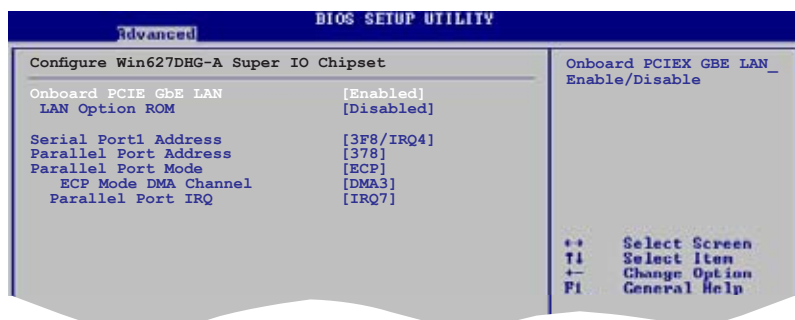 BIOS SETUP UTILITY
Advanced
Configure Win627DHG-A Super IO Chipset
Onboard PCIE GbE LAN [Enabled]
LAN Option ROM [Disabled]
Serial Port1 Address [3F8/IRQ4]
Parallel Port Address [378]
Parallel Port Mode [ECP]
ECP Mode DMA Channel [DMA3]
Parallel Port IRQ [IRQ7]
Onboard PCIEX GBE LAN_
Enable/Disable
←→ Select Screen
↑↓ Select Item
+- Change Option
F1 General Help